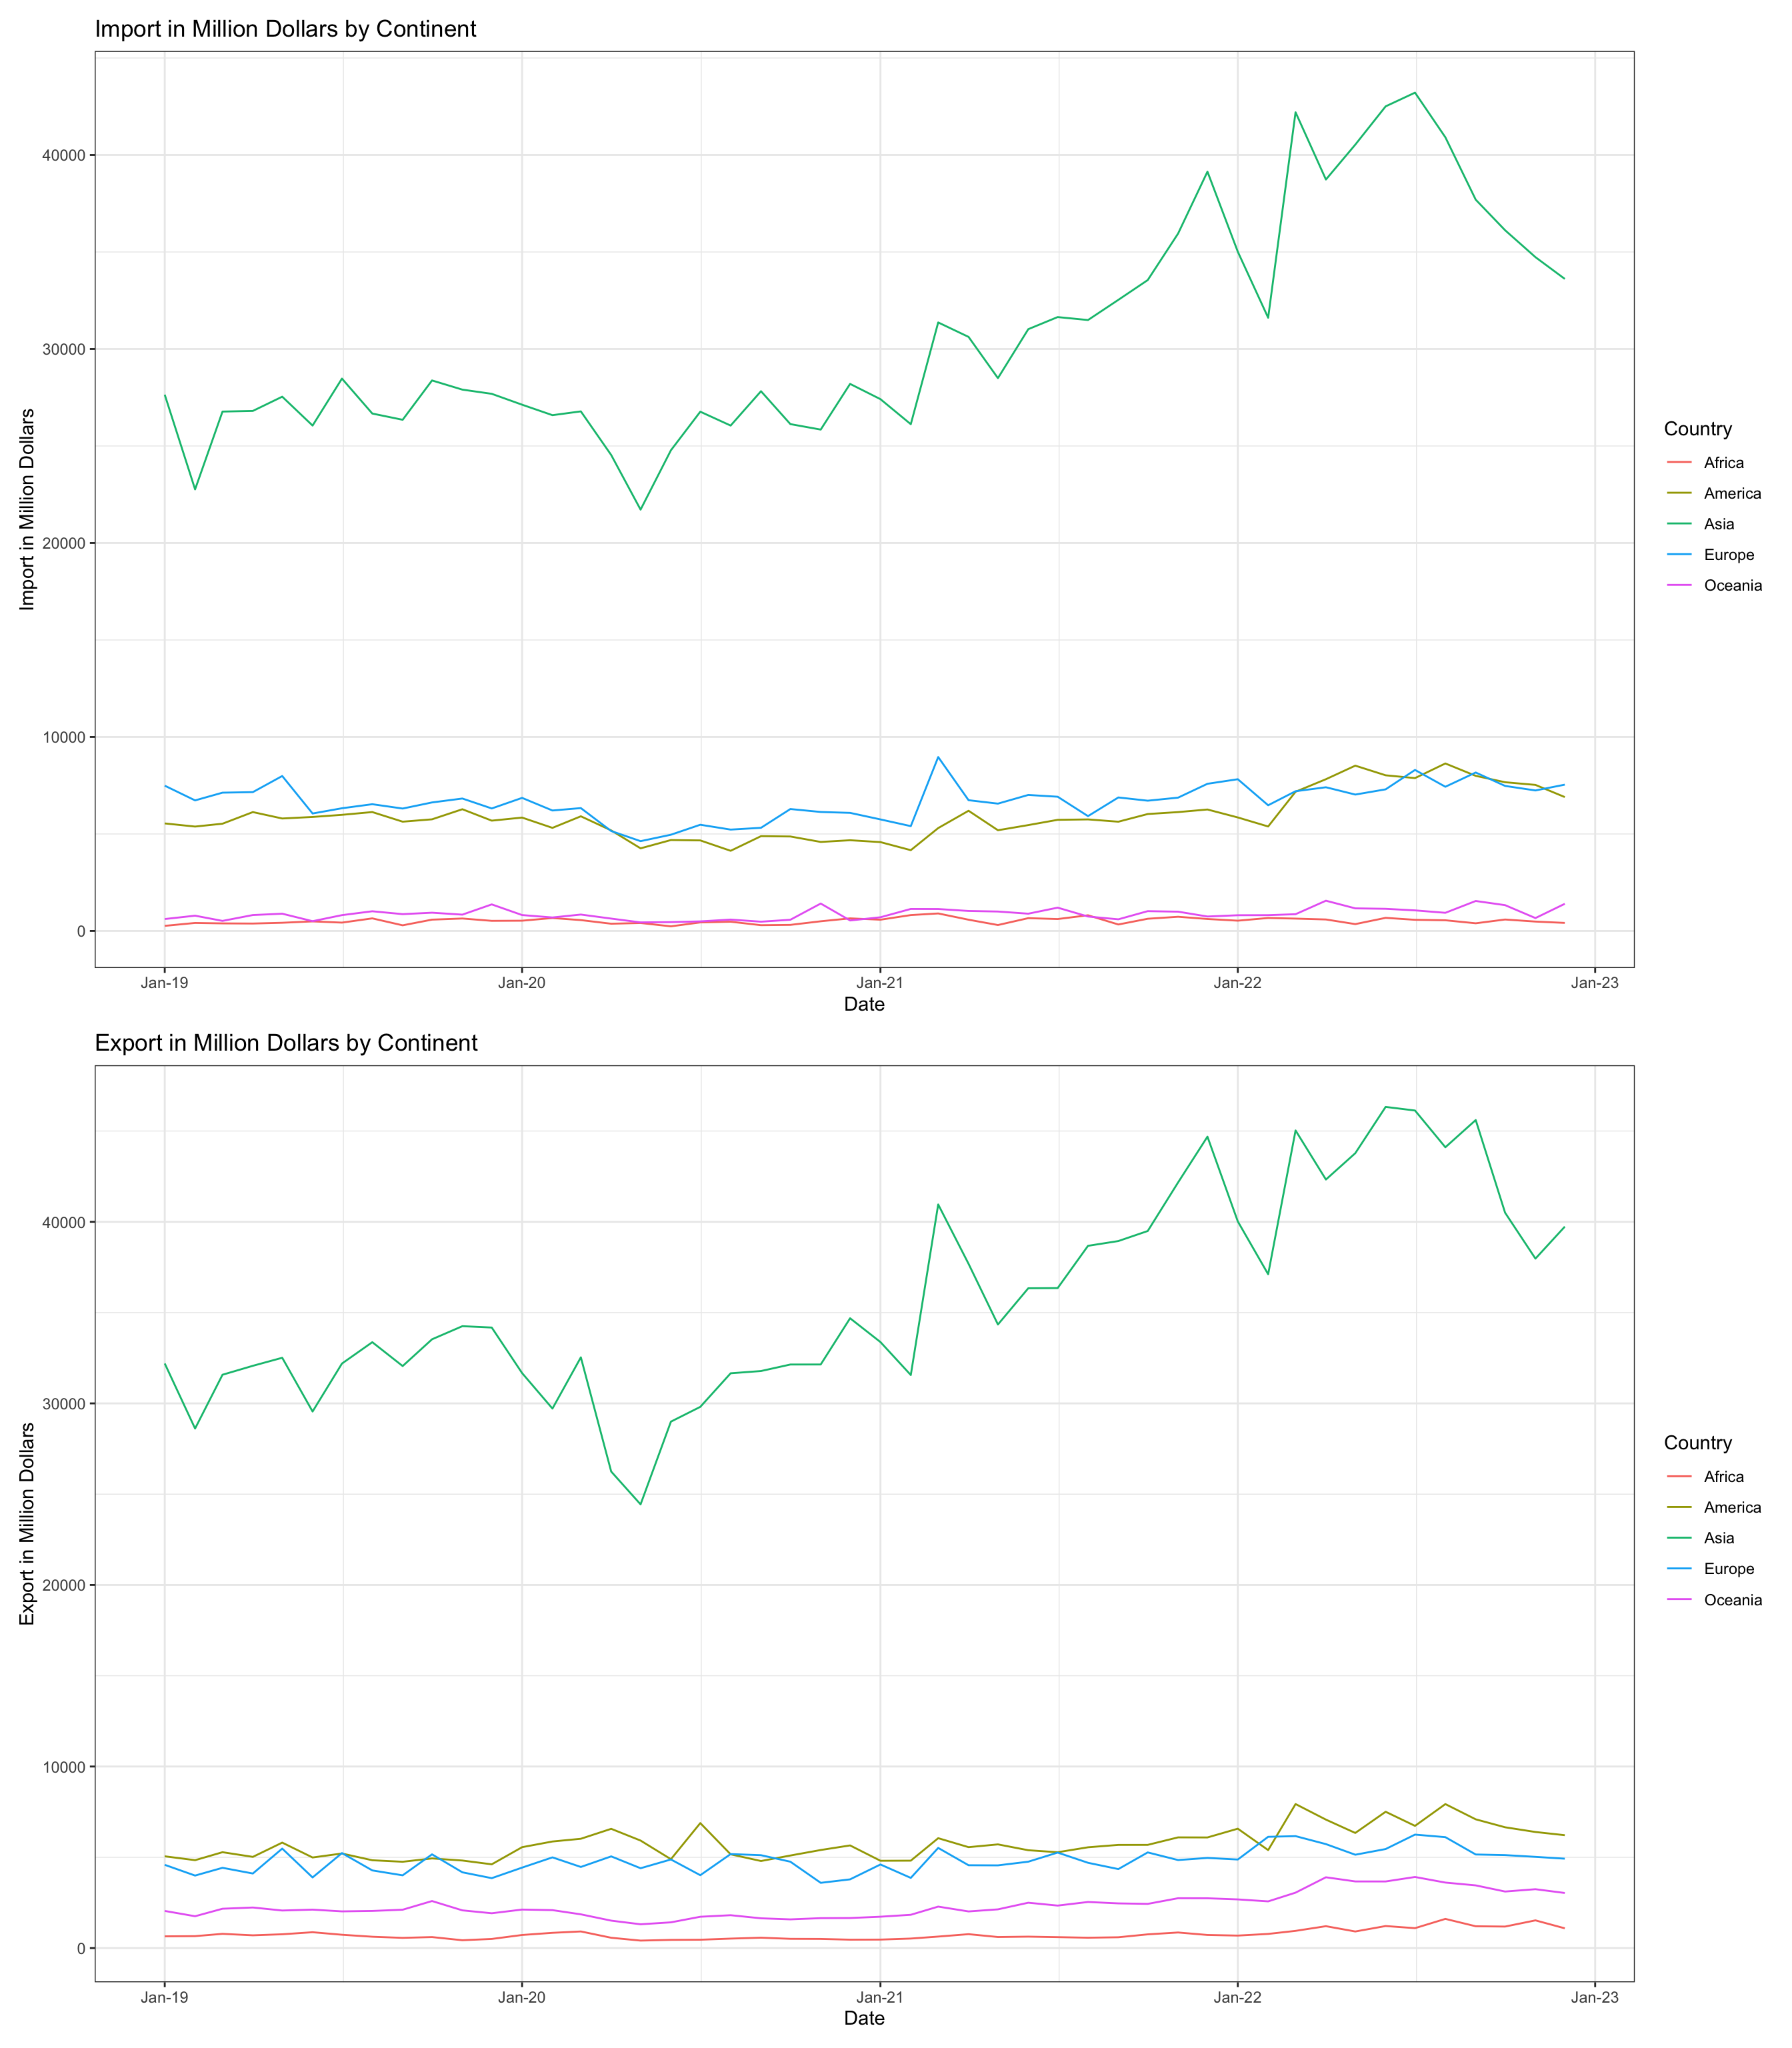 Import in Million Dollars by Continent
Import in Million Dollars
40000
30000
20000
10000
0
Jan-19 Jan-20 Jan-21 Jan-22 Jan-23
Date
Country
Africa
America
Asia
Europe
Oceania
Export in Million Dollars by Continent
Export in Million Dollars
40000
30000
20000
10000
0
Jan-19 Jan-20 Jan-21 Jan-22 Jan-23
Date
Country
Africa
America
Asia
Europe
Oceania